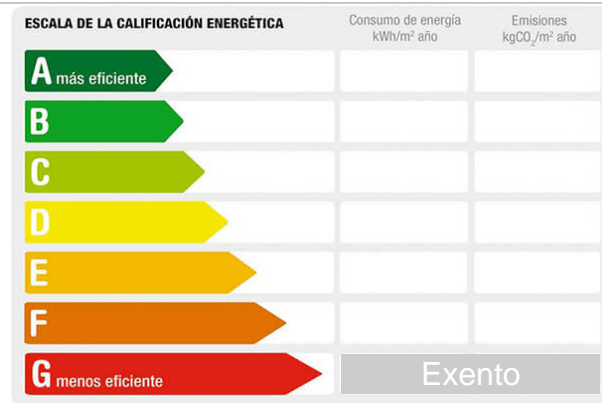 ESCALA DE LA CALIFICACIÓN ENERGÉTICA
Consumo de energía
kWh/m² año
Emisiones
kgCO₂/m² año
A más eficiente
B
C
D
E
F
G menos eficiente
Exento